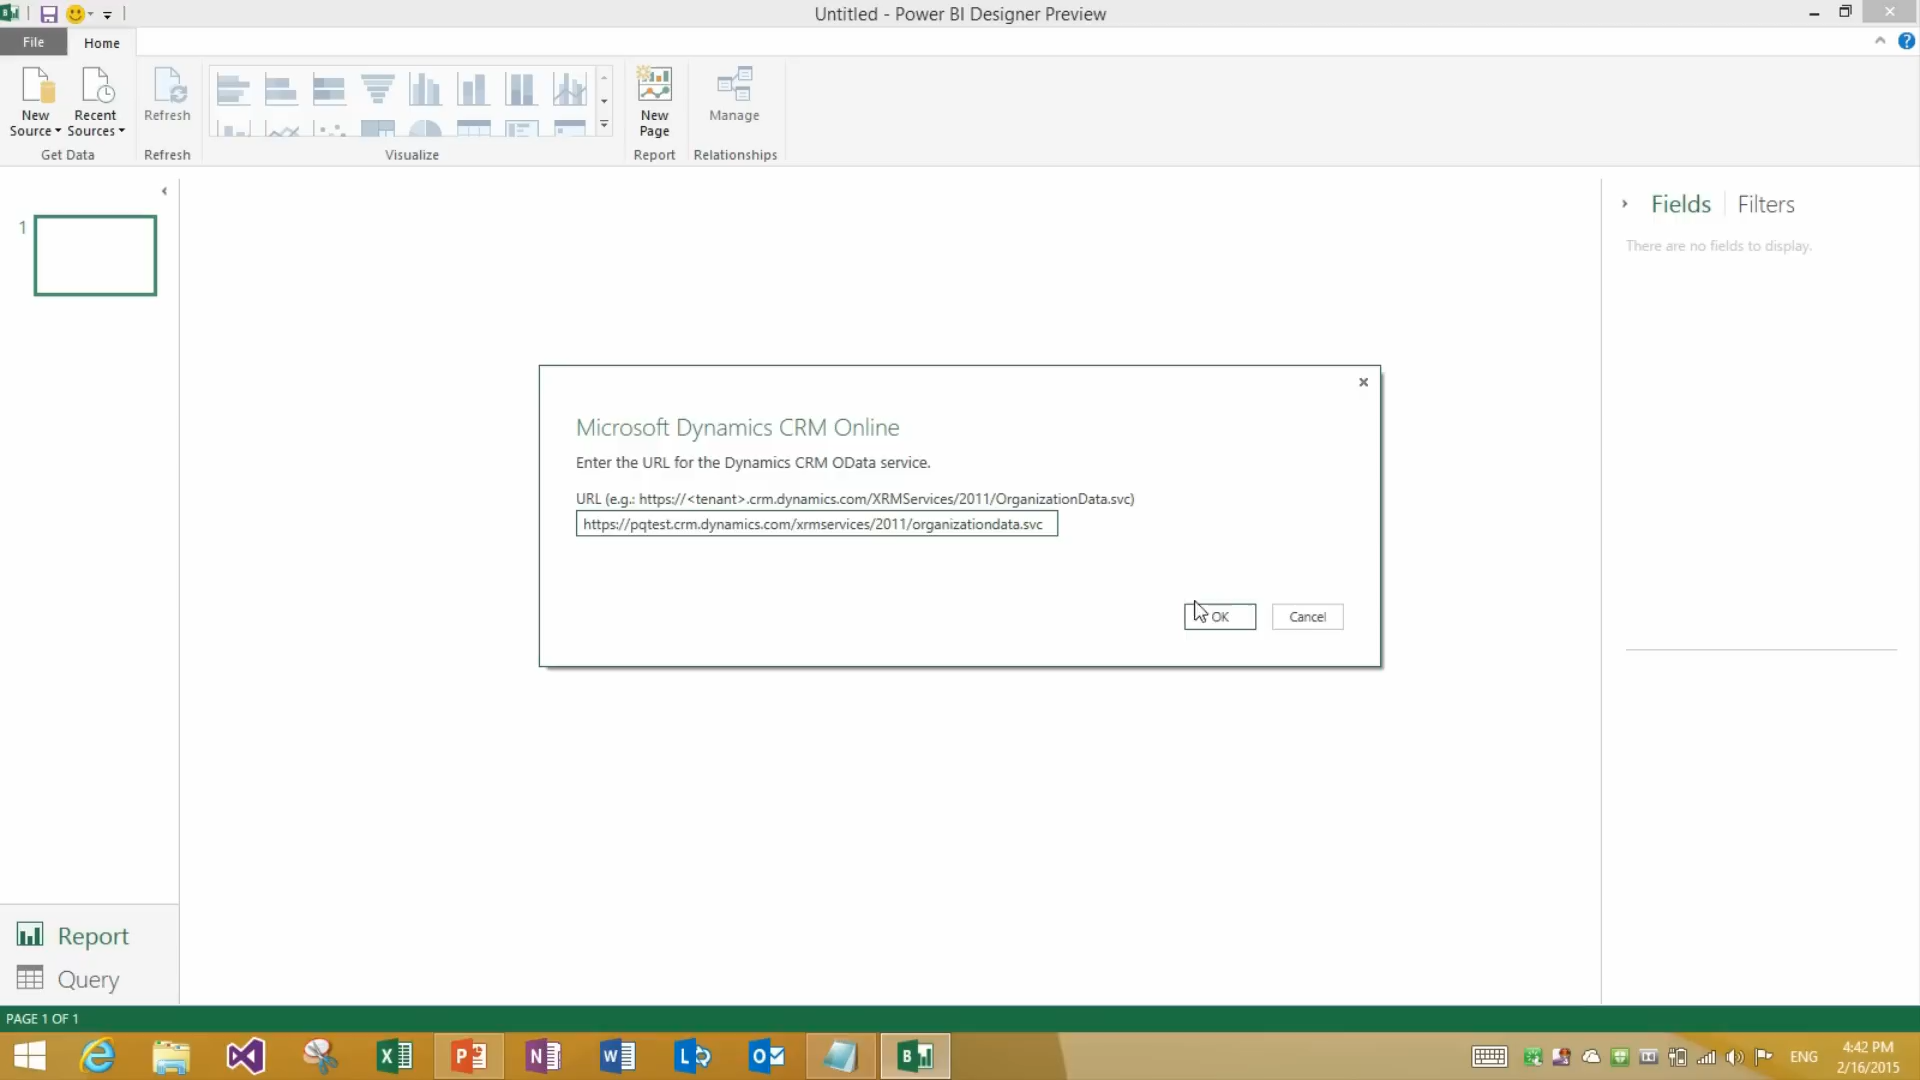 Untitled - Power BI Designer Preview
File
Home
New Source
Recent Sources
Refresh
New Page
Manage
Get Data
Refresh
Visualize
Report
Relationships
1
Fields
Filters
There are no fields to display.
Microsoft Dynamics CRM Online
Enter the URL for the Dynamics CRM OData service.
URL (e.g.: https://<tenant>.crm.dynamics.com/XRMServices/2011/OrganizationData.svc)
https://pqtest.crm.dynamics.com/xrmservices/2011/organizationdata.svc
OK
Cancel
Report
Query
PAGE 1 OF 1
ENG
4:42 PM
2/16/2015